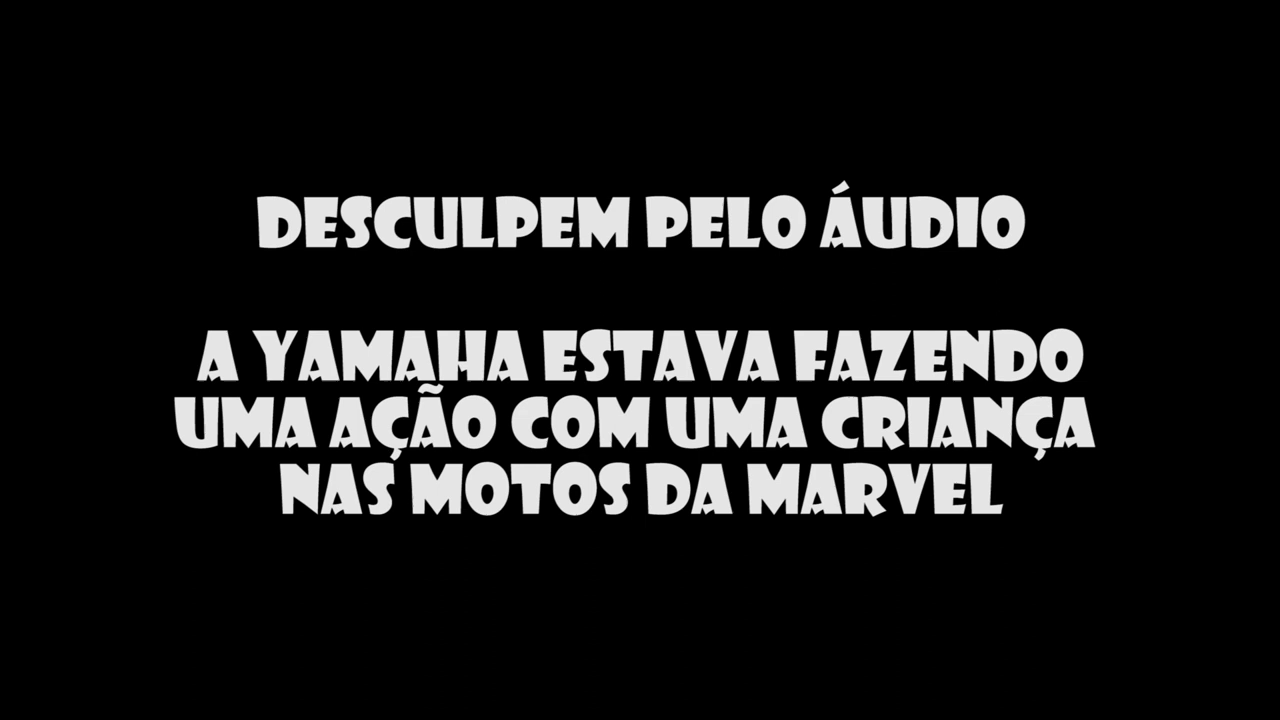 DESCULPEM PELO ÁUDIO
A YAMAHA ESTAVA FAZENDO
UMA AÇÃO COM UMA CRIANÇA
NAS MOTOS DA MARVEL